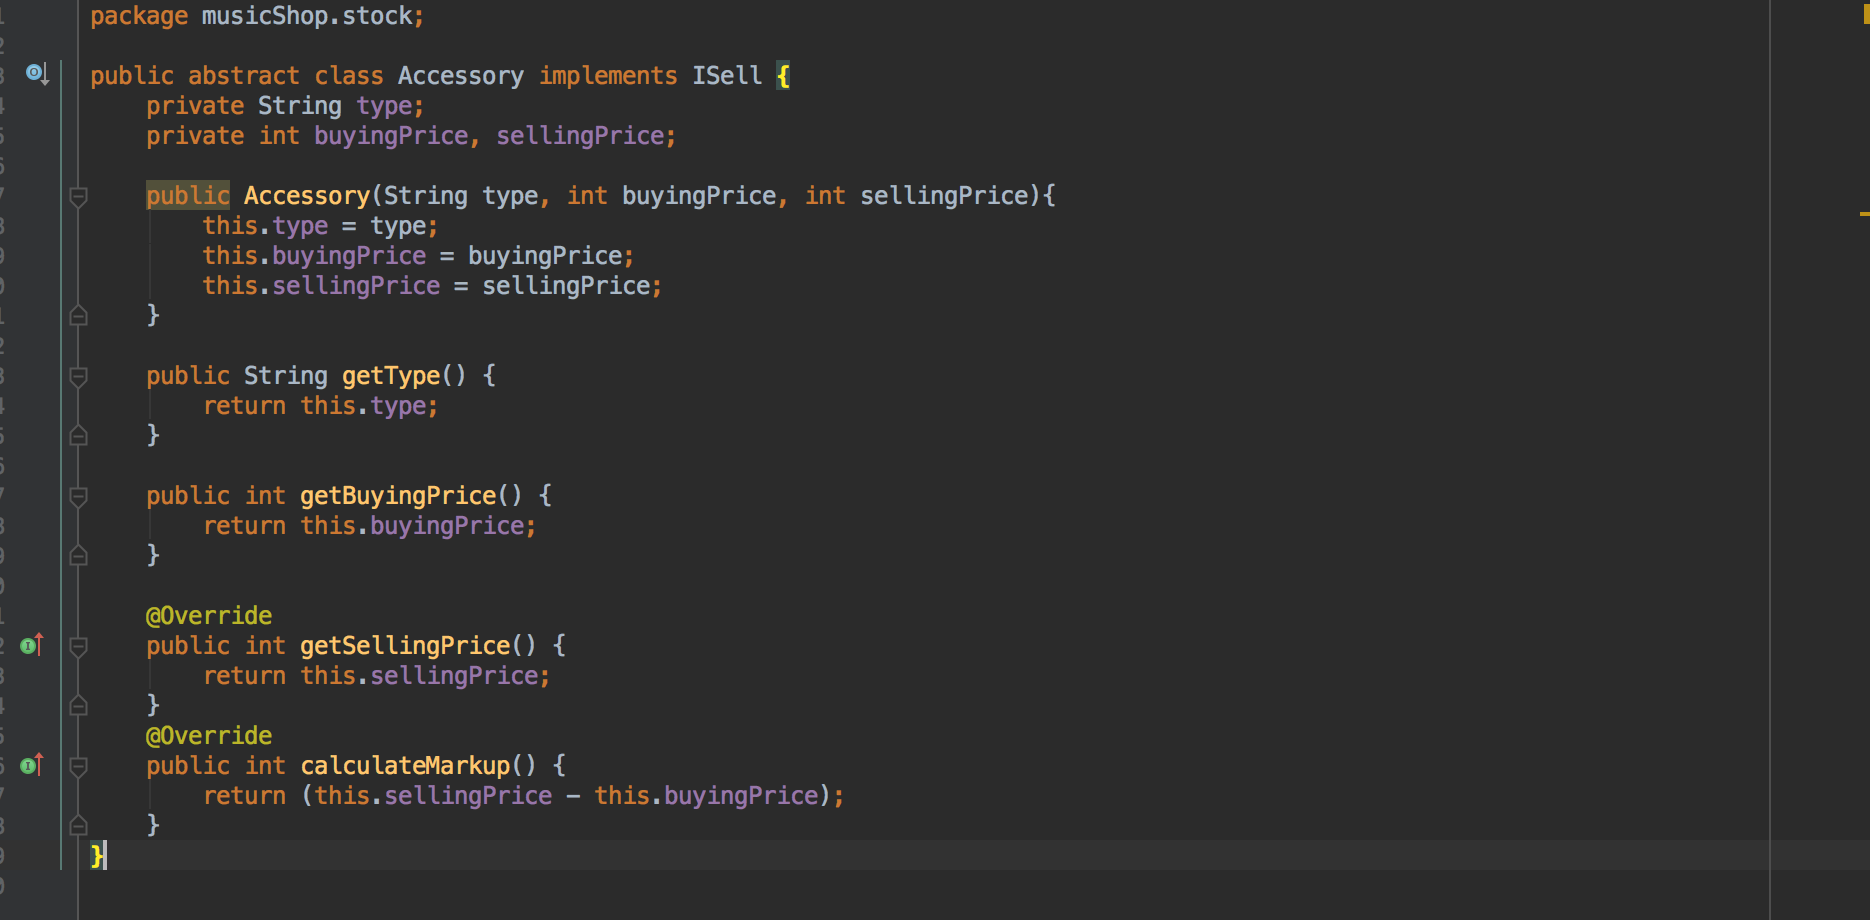 package musicShop.stock;
public abstract class Accessory implements ISell {
    private String type;
    private int buyingPrice, sellingPrice;
    public Accessory(String type, int buyingPrice, int sellingPrice){
        this.type = type;
        this.buyingPrice = buyingPrice;
        this.sellingPrice = sellingPrice;
    }
    public String getType() {
        return this.type;
    }
    public int getBuyingPrice() {
        return this.buyingPrice;
    }
    @Override
    public int getSellingPrice() {
        return this.sellingPrice;
    }
    @Override
    public int calculateMarkup() {
        return (this.sellingPrice - this.buyingPrice);
    }
}